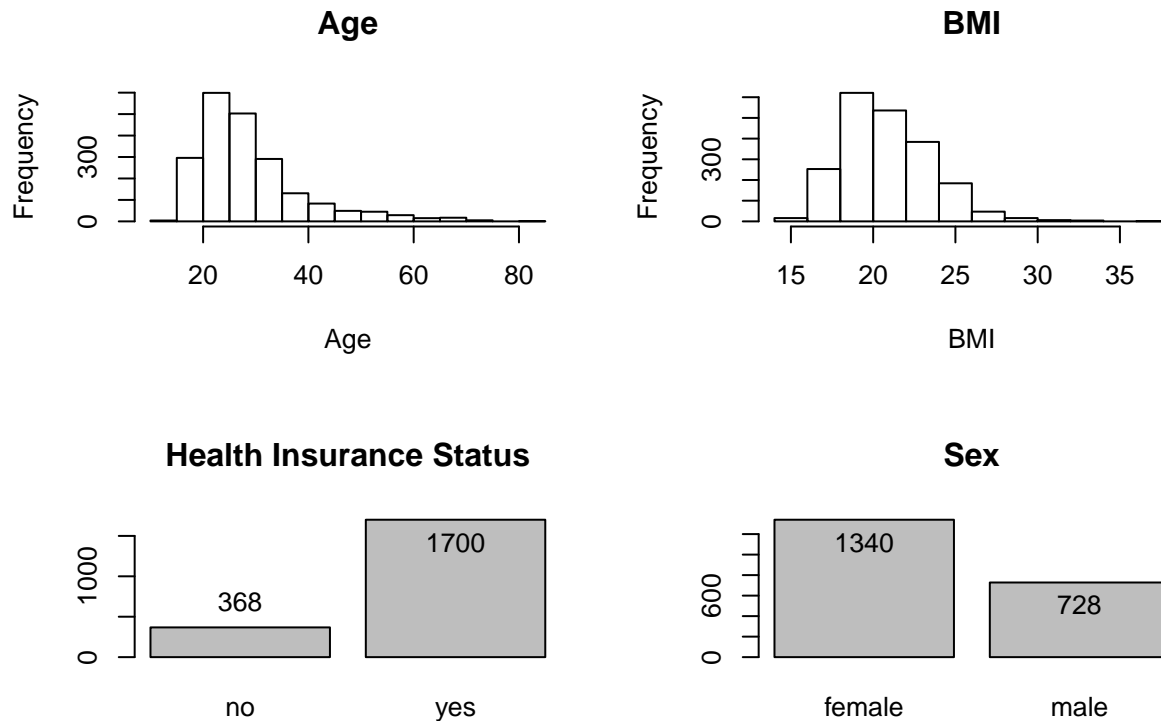 Age
Frequency
0
300
20
40
60
80
Age
BMI
Frequency
0
300
15
20
25
30
35
BMI
Health Insurance Status
0
1000
368
1700
no
yes
Sex
0
600
1340
728
female
male